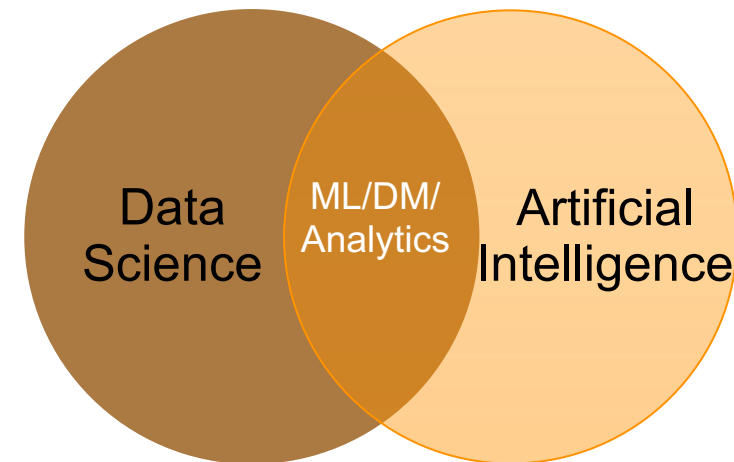 Data
Science
ML/DM/
Analytics
Artificial
Intelligence